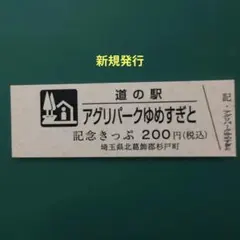 新規発行
道の駅
アグリパークゆめすぎと
記念きっぷ 200円(税込)
埼玉県北葛飾郡杉戸町
記